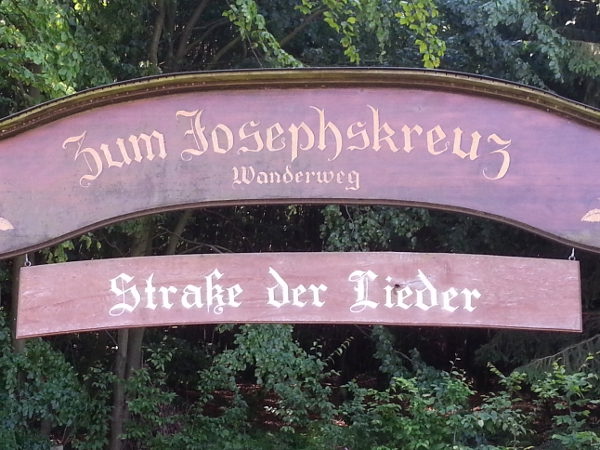 Zum Josephskreuz
Wanderweg
Straße der Lieder